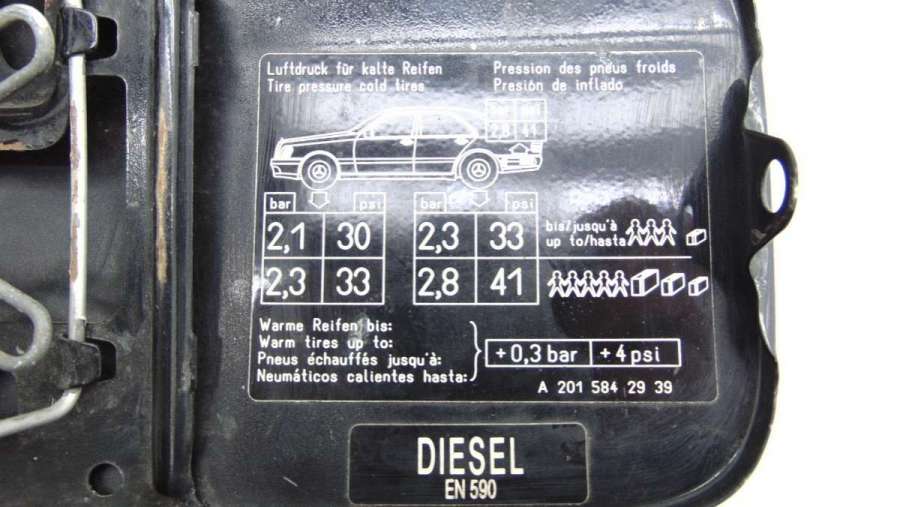 Luftdruck für kalte Reifen
Tire pressure cold tires
Pression des pneus froids
Presión de inflado
2,8 41
bar psi
2,1 30
2,3 33
bar psi
2,3 33
2,8 41
bis/jusqu'à
up to/hasta
Warme Reifen bis:
Warm tires up to:
Pneus échauffés jusqu'à:
Neumáticos calientes hasta:
+0,3 bar +4 psi
A 201 584 29 39
DIESEL
EN 590